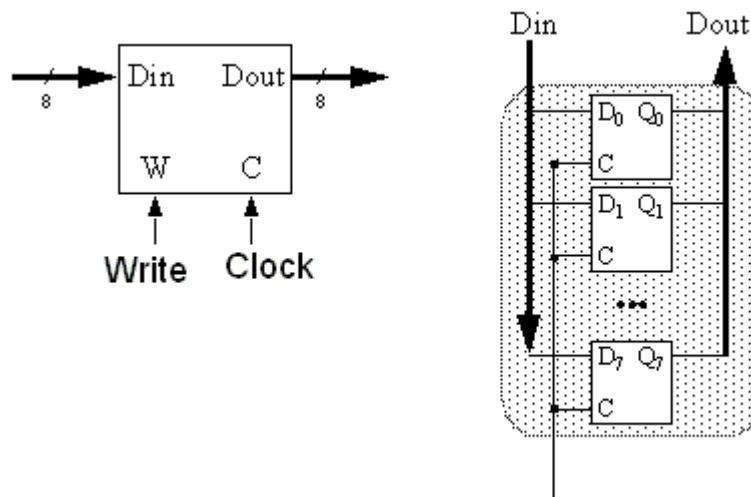 Din Dout
8 8
W C
Write Clock
Din Dout
D0 Q0
C
D1 Q1
C
•••
D7 Q7
C